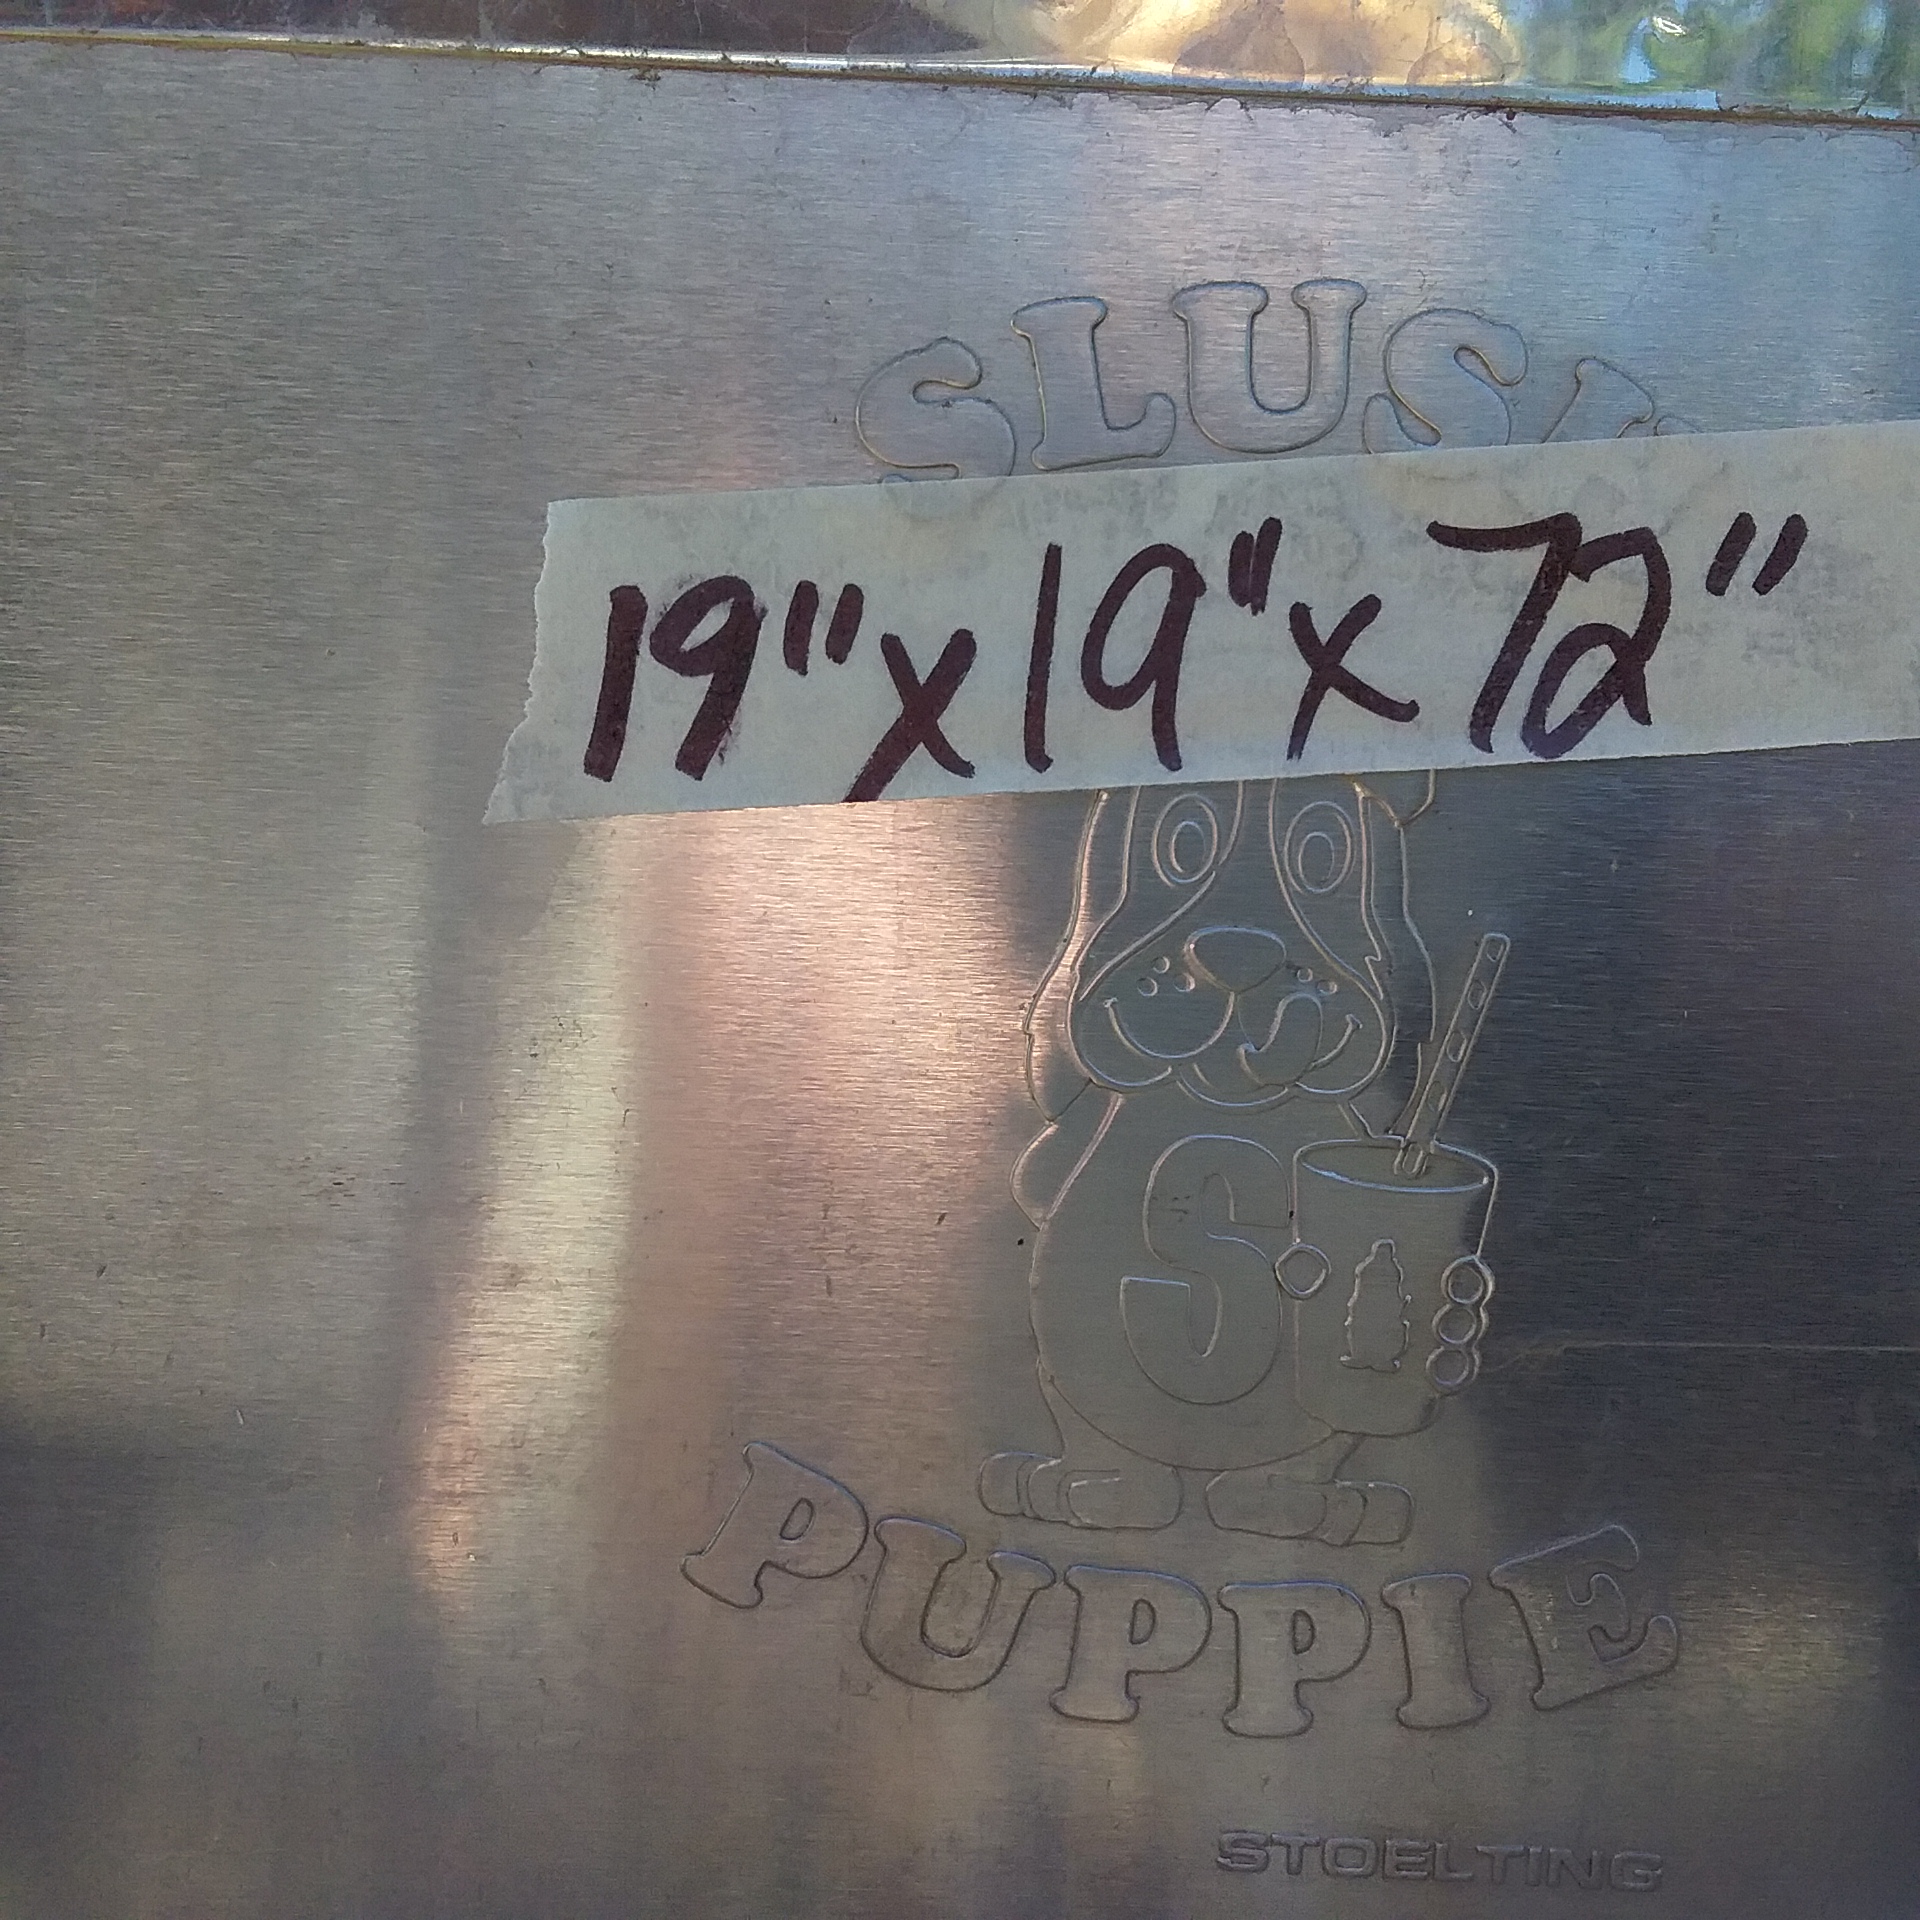 SLUSH
19" x 19" x 72"
S
PUPPIE
STOELTING